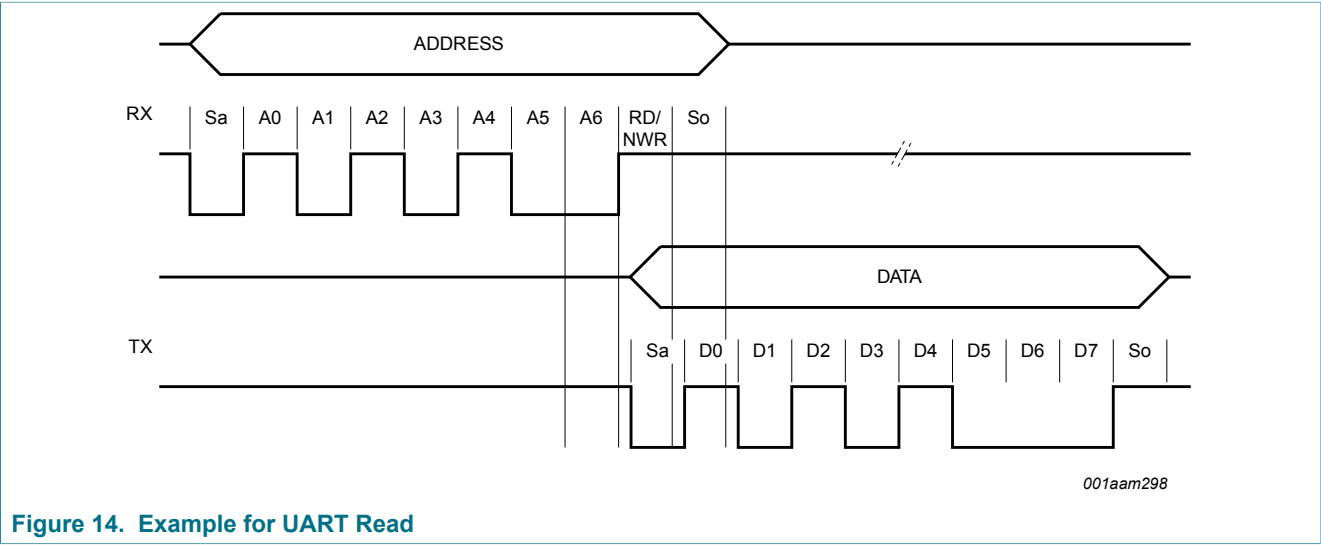 ADDRESS
RX Sa A0 A1 A2 A3 A4 A5 A6 RD/ So
NWR
DATA
TX Sa D0 D1 D2 D3 D4 D5 D6 D7 So
001aam298
Figure 14. Example for UART Read